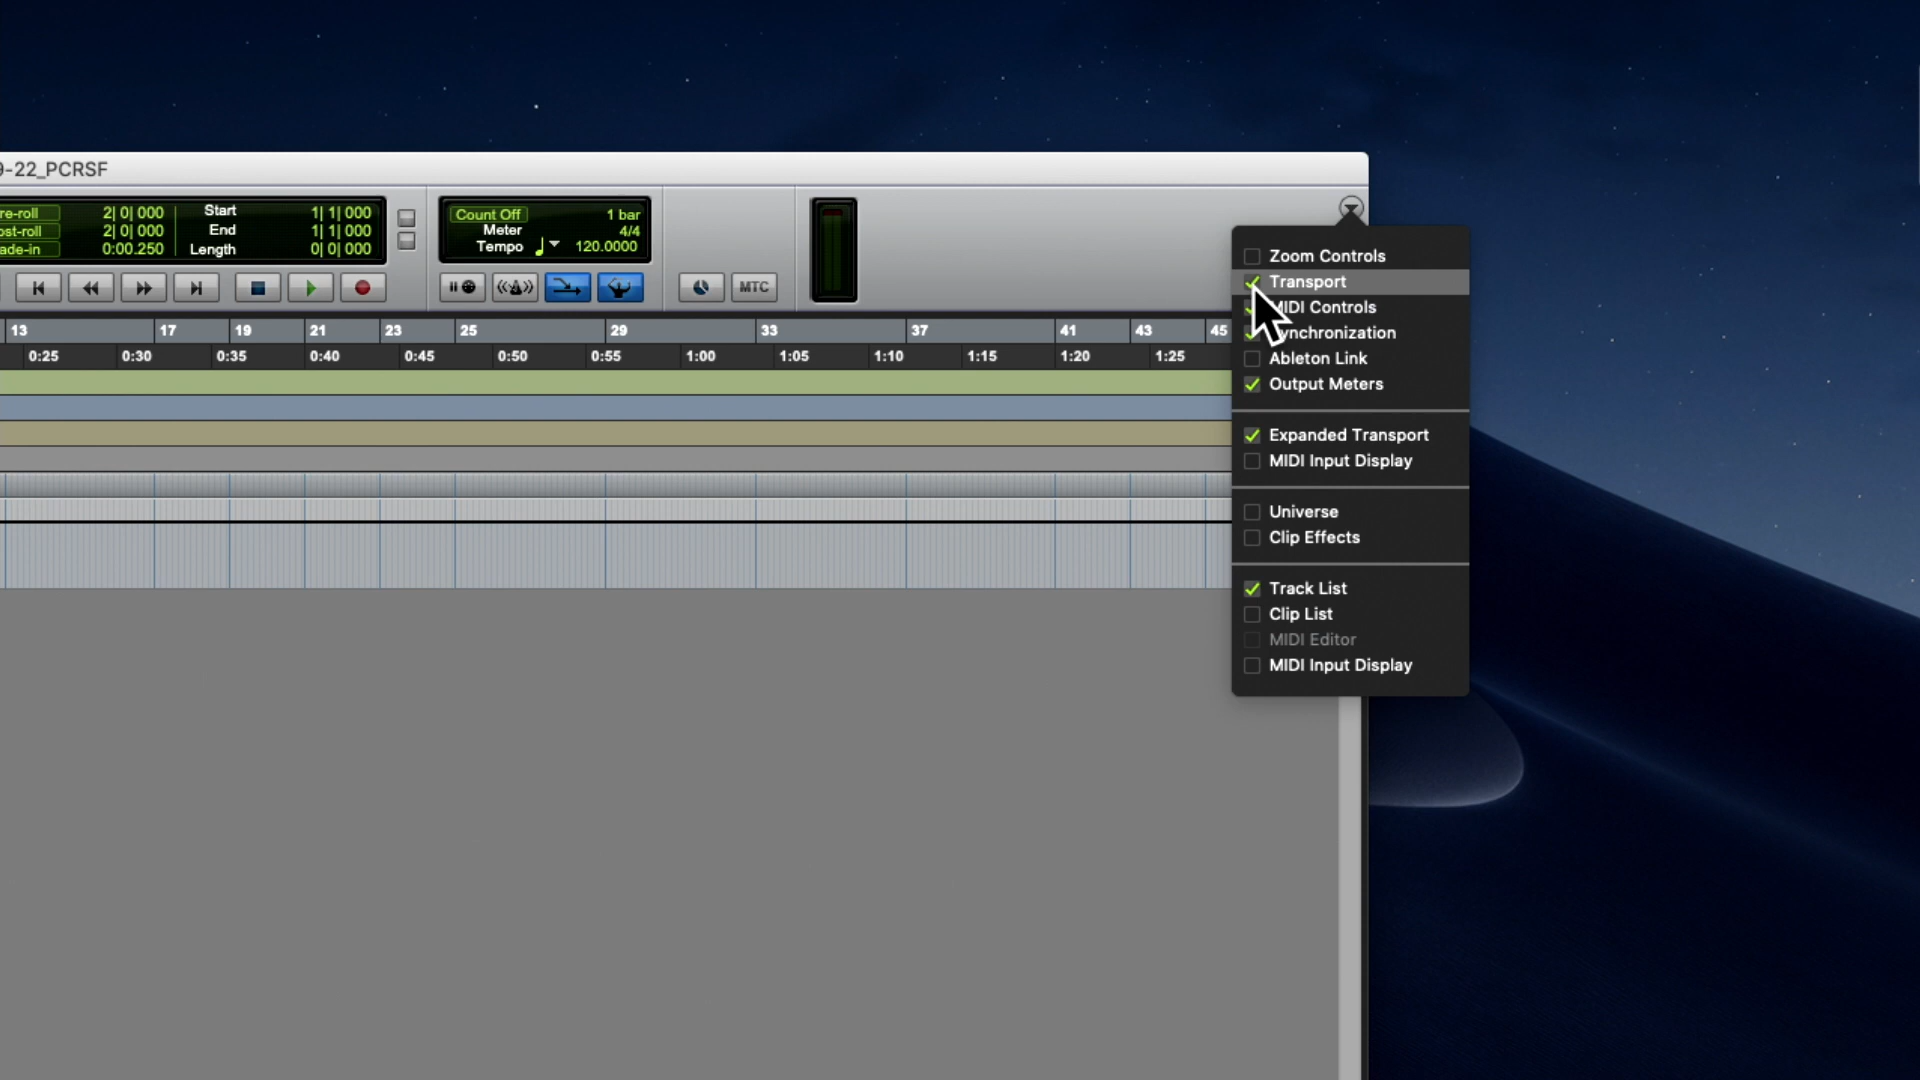 9-22_PCRSF
re-roll 2| 0| 000 Start 1| 1| 000
ost-roll 2| 0| 000 End 1| 1| 000
ade-in 0:00.250 Length 0| 0| 000
Count Off 1 bar
Meter 4/4
Tempo 120.0000
MTC
13 17 19 21 23 25 29 33 37 41 43 45
0:25 0:30 0:35 0:40 0:45 0:50 0:55 1:00 1:05 1:10 1:15 1:20 1:25
Zoom Controls
Transport
MIDI Controls
ynchronization
Ableton Link
Output Meters
Expanded Transport
MIDI Input Display
Universe
Clip Effects
Track List
Clip List
MIDI Editor
MIDI Input Display